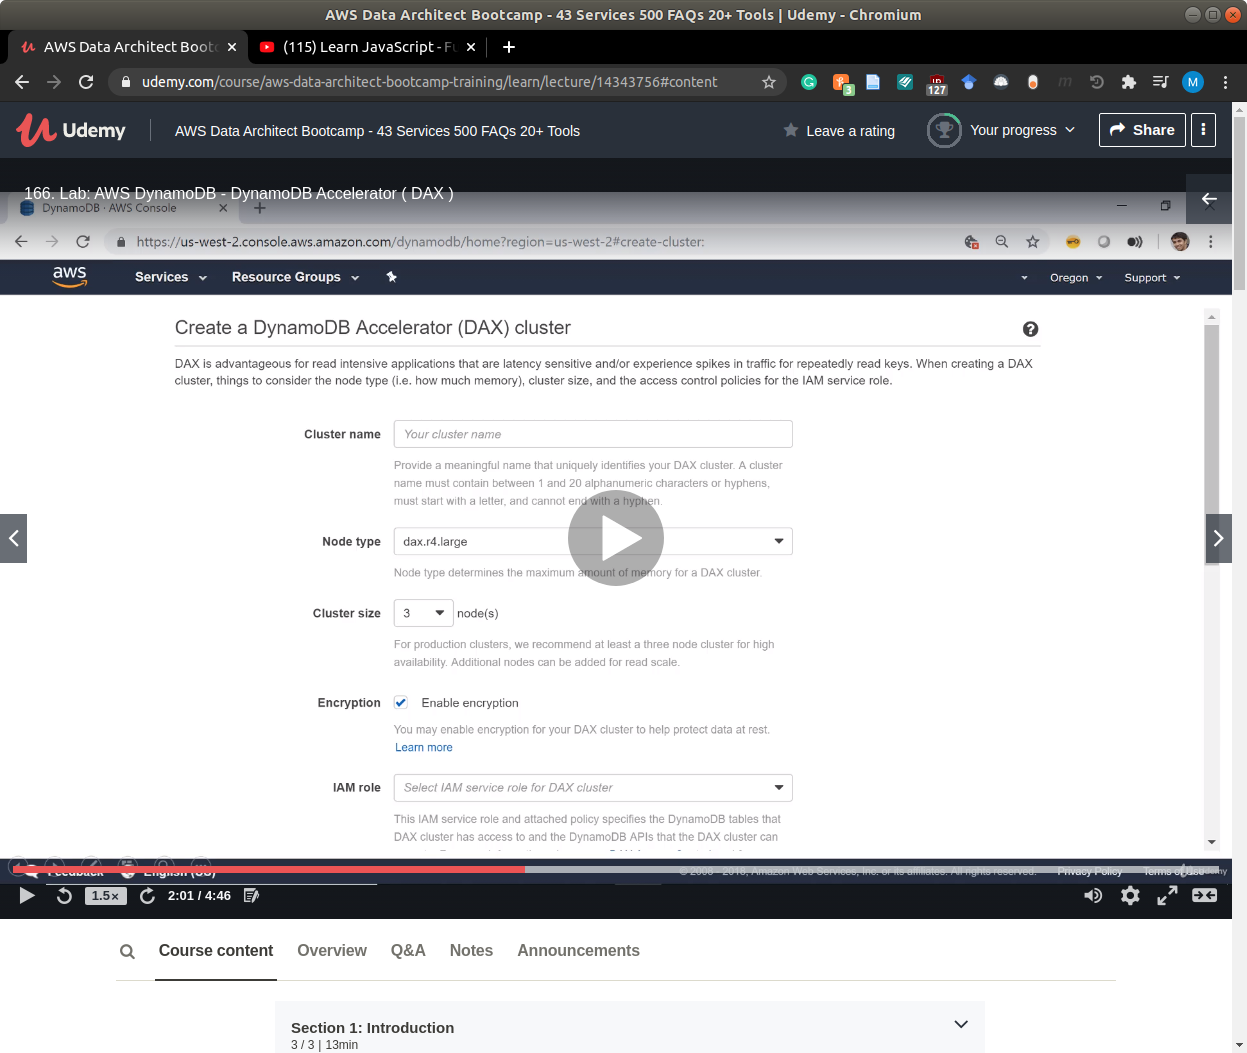 AWS Data Architect Bootcamp - 43 Services 500 FAQs 20+ Tools | Udemy - Chromium
AWS Data Architect Bootc
(115) Learn JavaScript - Fu
udemy.com/course/aws-data-architect-bootcamp-training/learn/lecture/14343756#content
3
127
M
Udemy
AWS Data Architect Bootcamp - 43 Services 500 FAQs 20+ Tools
Leave a rating
Your progress
Share
166. Lab: AWS DynamoDB - DynamoDB Accelerator ( DAX )
DynamoDB · AWS Console
https://us-west-2.console.aws.amazon.com/dynamodb/home?region=us-west-2#create-cluster:
aws
Services
Resource Groups
Oregon
Support
Create a DynamoDB Accelerator (DAX) cluster
DAX is advantageous for read intensive applications that are latency sensitive and/or experience spikes in traffic for repeatedly read keys. When creating a DAX
cluster, things to consider the node type (i.e. how much memory), cluster size, and the access control policies for the IAM service role.
Cluster name
Your cluster name
Provide a meaningful name that uniquely identifies your DAX cluster. A cluster
name must contain between 1 and 20 alphanumeric characters or hyphens,
must start with a letter, and cannot end with a hyphen.
Node type
dax.r4.large
Node type determines the maximum amount of memory for a DAX cluster.
Cluster size
3
node(s)
For production clusters, we recommend at least a three node cluster for high
availability. Additional nodes can be added for read scale.
Encryption
Enable encryption
You may enable encryption for your DAX cluster to help protect data at rest.
Learn more
IAM role
Select IAM service role for DAX cluster
This IAM service role and attached policy specifies the DynamoDB tables that
DAX cluster has access to and the DynamoDB APIs that the DAX cluster can
Feedback
English (US)
Amazon Web Services, Inc. or its affiliates. All rights reserved.
Privacy Policy
Terms of Use
1.5×
2:01 / 4:46
Course content
Overview
Q&A
Notes
Announcements
Section 1: Introduction
3 / 3 | 13min